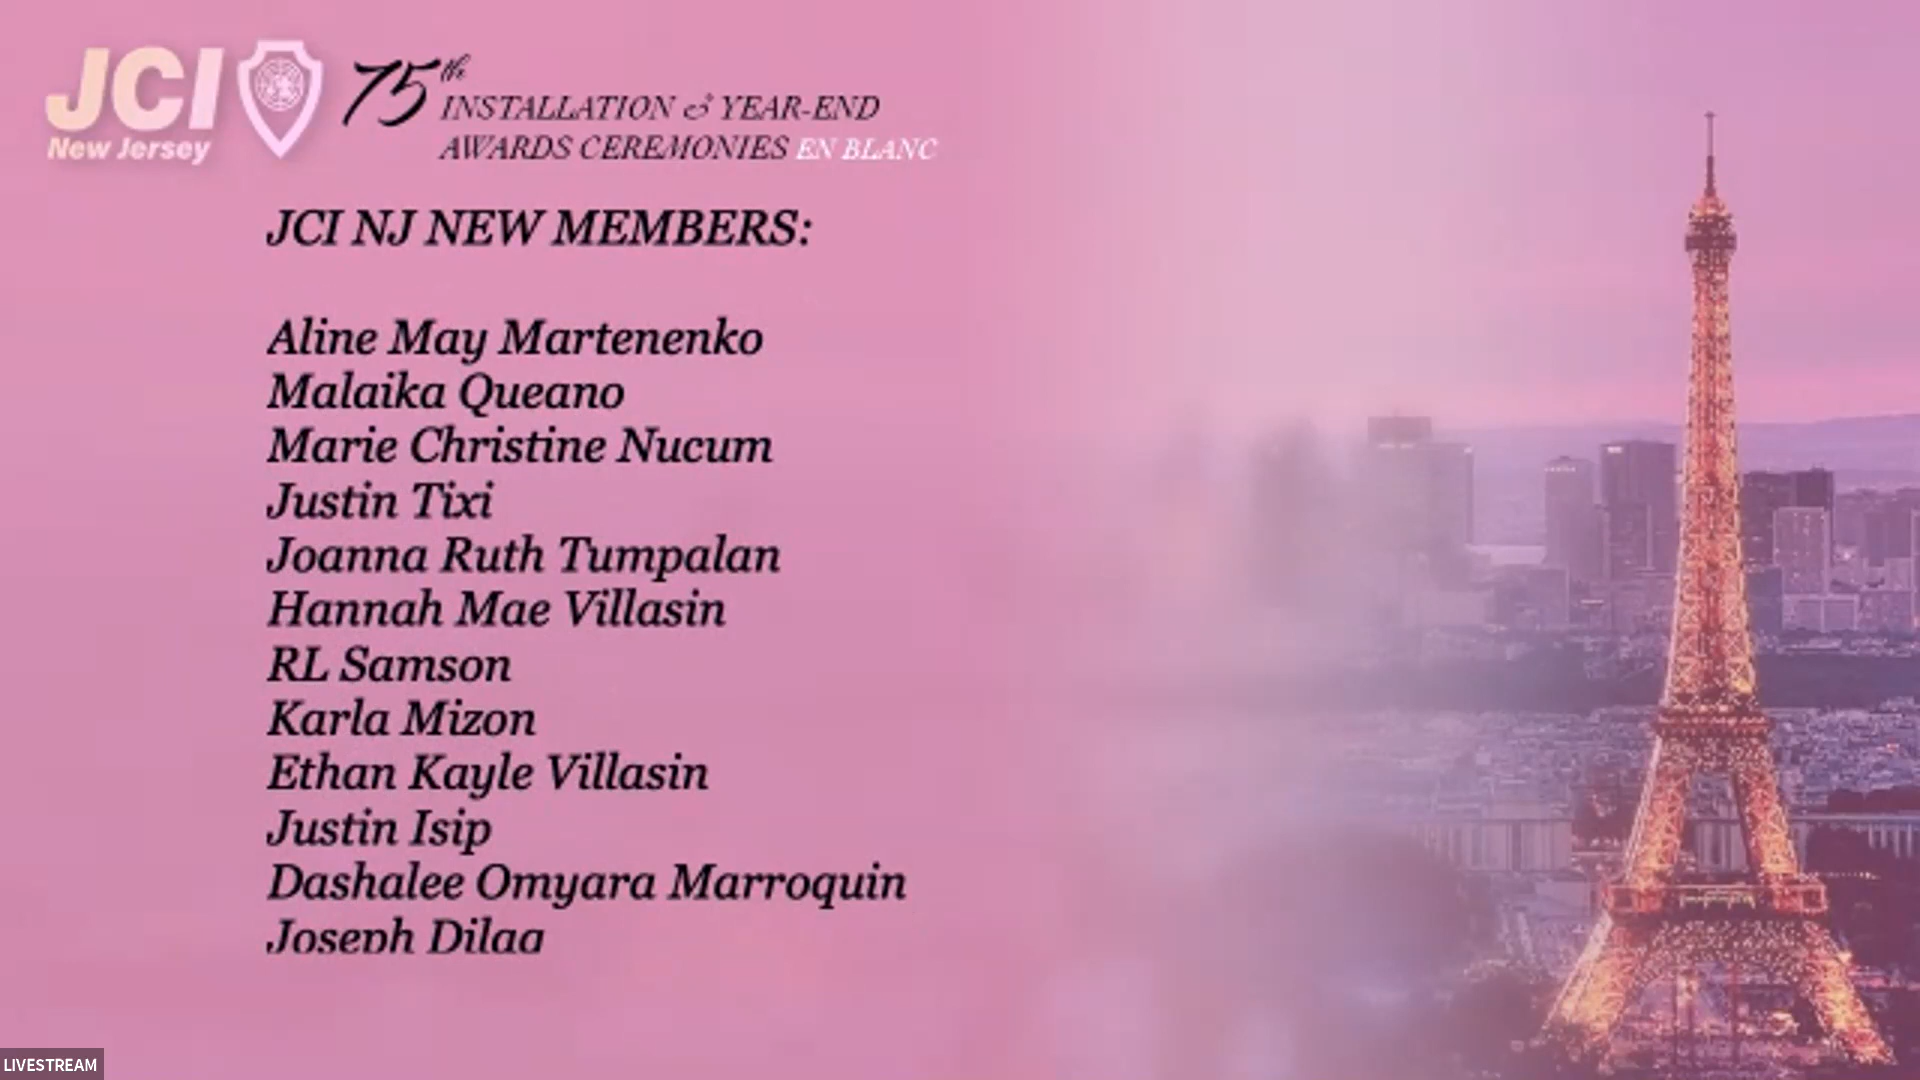 JCI
New Jersey
75th
INSTALLATION & YEAR-END
AWARDS CEREMONIES EN BLANC
JCI NJ NEW MEMBERS:
Aline May Martenenko
Malaika Queano
Marie Christine Nucum
Justin Tixi
Joanna Ruth Tumpalan
Hannah Mae Villasin
RL Samson
Karla Mizon
Ethan Kayle Villasin
Justin Isip
Dashalee Omyara Marroquin
Joseph
LIVESTREAM